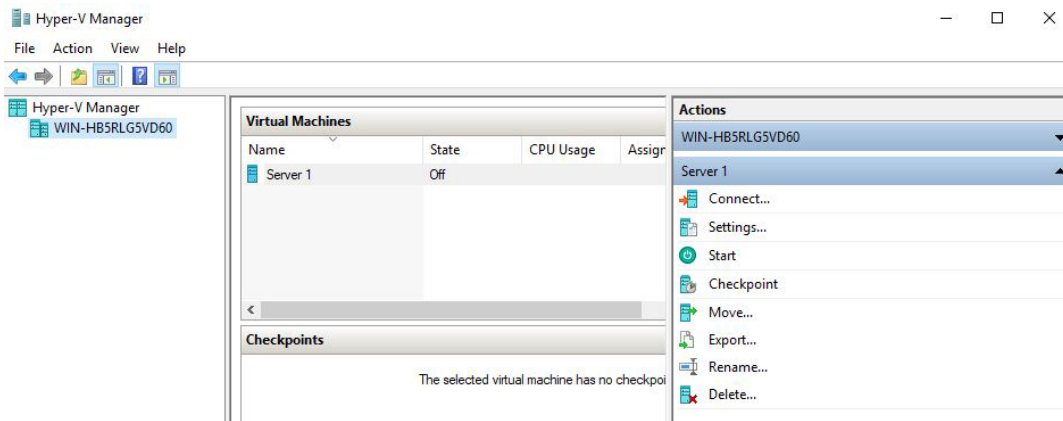 Hyper-V Manager
File Action View Help
Hyper-V Manager
WIN-HB5RLG5VD60
Virtual Machines
Name State CPU Usage Assigr
Server 1 Off
Checkpoints
The selected virtual machine has no checkpoi
Actions
WIN-HB5RLG5VD60
Server 1
Connect...
Settings...
Start
Checkpoint
Move...
Export...
Rename...
Delete...